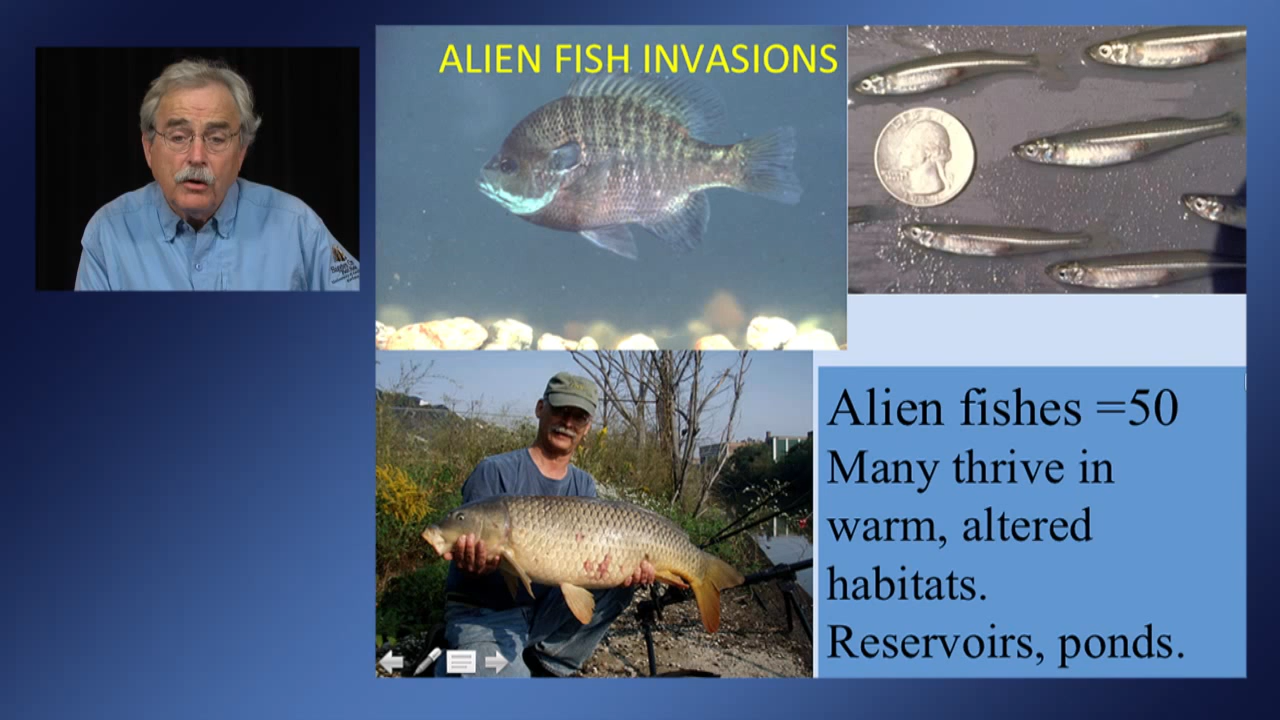 ALIEN FISH INVASIONS
Alien fishes =50
Many thrive in
warm, altered
habitats.
Reservoirs, ponds.